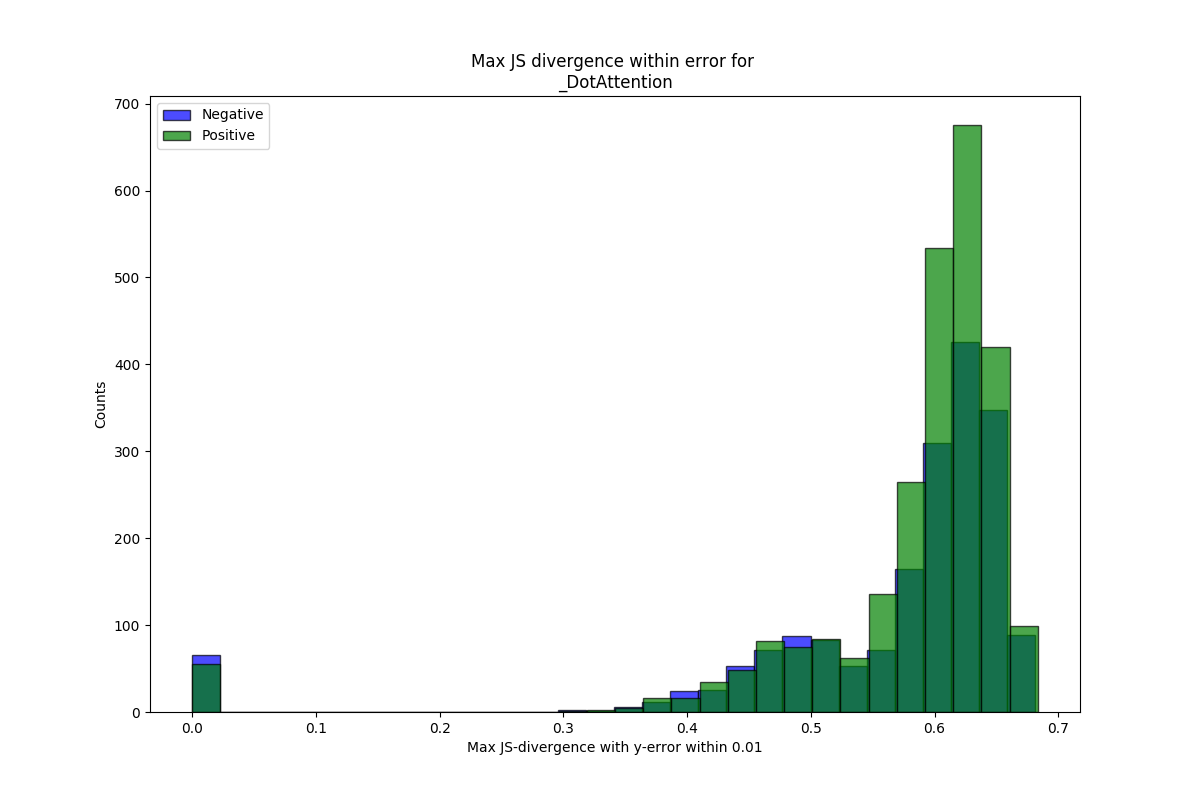 Max JS divergence within error for
_DotAttention
Negative
Positive
700
600
500
400
300
200
100
0
Counts
0.0 0.1 0.2 0.3 0.4 0.5 0.6 0.7
Max JS-divergence with y-error within 0.01